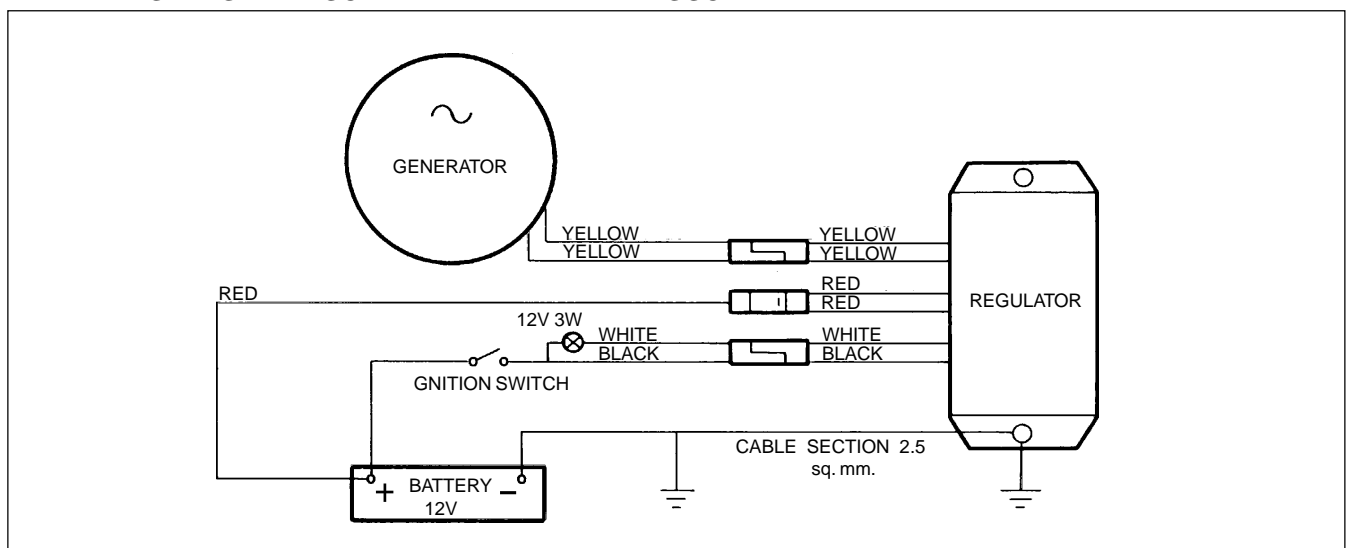 GENERATOR
YELLOW YELLOW
YELLOW YELLOW
RED
RED
RED
REGULATOR
12V 3W
WHITE WHITE
BLACK BLACK
GNITION SWITCH
CABLE SECTION 2.5
sq. mm.
+ BATTERY −
12V